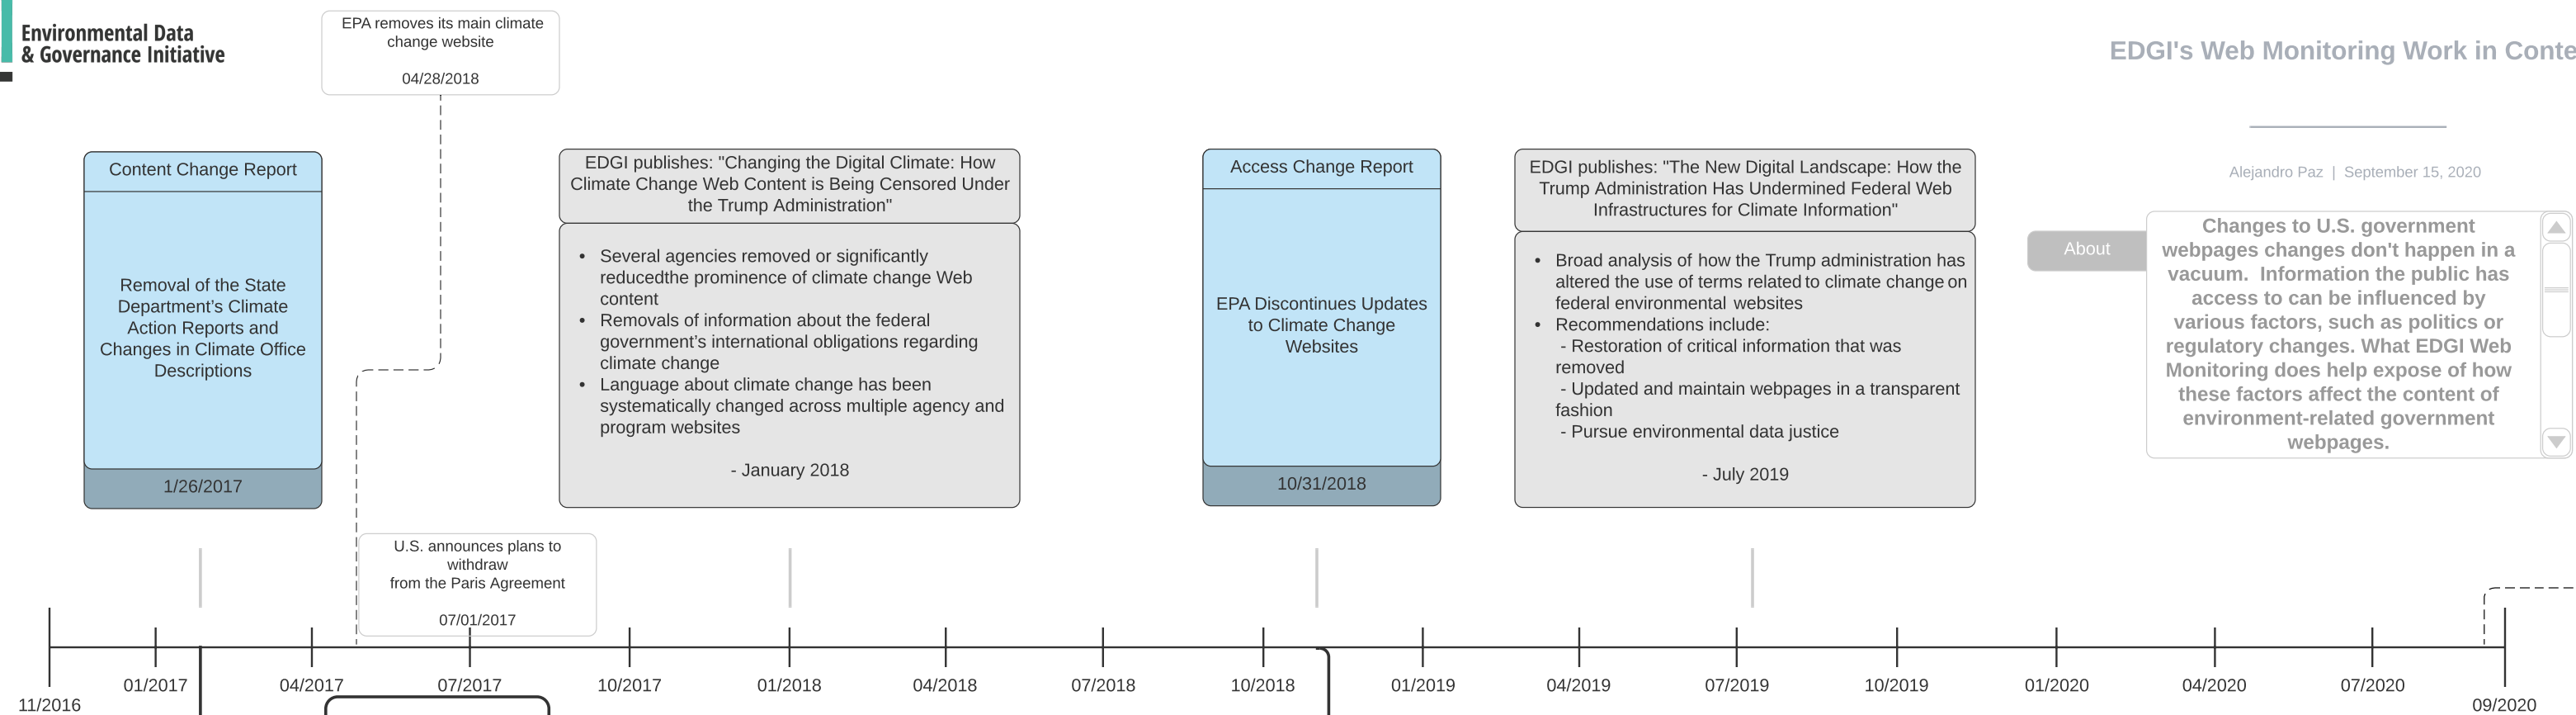 Environmental Data
& Governance Initiative
EPA removes its main climate
change website
04/28/2018
EDGI's Web Monitoring Work in Conte
Alejandro Paz | September 15, 2020
Content Change Report
Removal of the State
Department’s Climate
Action Reports and
Changes in Climate Office
Descriptions
1/26/2017
EDGI publishes: "Changing the Digital Climate: How
Climate Change Web Content is Being Censored Under
the Trump Administration"
• Several agencies removed or significantly
reducedthe prominence of climate change Web
content
• Removals of information about the federal
government’s international obligations regarding
climate change
• Language about climate change has been
systematically changed across multiple agency and
program websites
- January 2018
Access Change Report
EPA Discontinues Updates
to Climate Change
Websites
10/31/2018
EDGI publishes: "The New Digital Landscape: How the
Trump Administration Has Undermined Federal Web
Infrastructures for Climate Information"
• Broad analysis of how the Trump administration has
altered the use of terms related to climate change on
federal environmental websites
• Recommendations include:
- Restoration of critical information that was
removed
- Updated and maintain webpages in a transparent
fashion
- Pursue environmental data justice
- July 2019
About
Changes to U.S. government
webpages changes don't happen in a
vacuum. Information the public has
access to can be influenced by
various factors, such as politics or
regulatory changes. What EDGI Web
Monitoring does help expose of how
these factors affect the content of
environment-related government
webpages.
U.S. announces plans to
withdraw
from the Paris Agreement
07/01/2017
11/2016
01/2017
04/2017
07/2017
10/2017
01/2018
04/2018
07/2018
10/2018
01/2019
04/2019
07/2019
10/2019
01/2020
04/2020
07/2020
09/2020